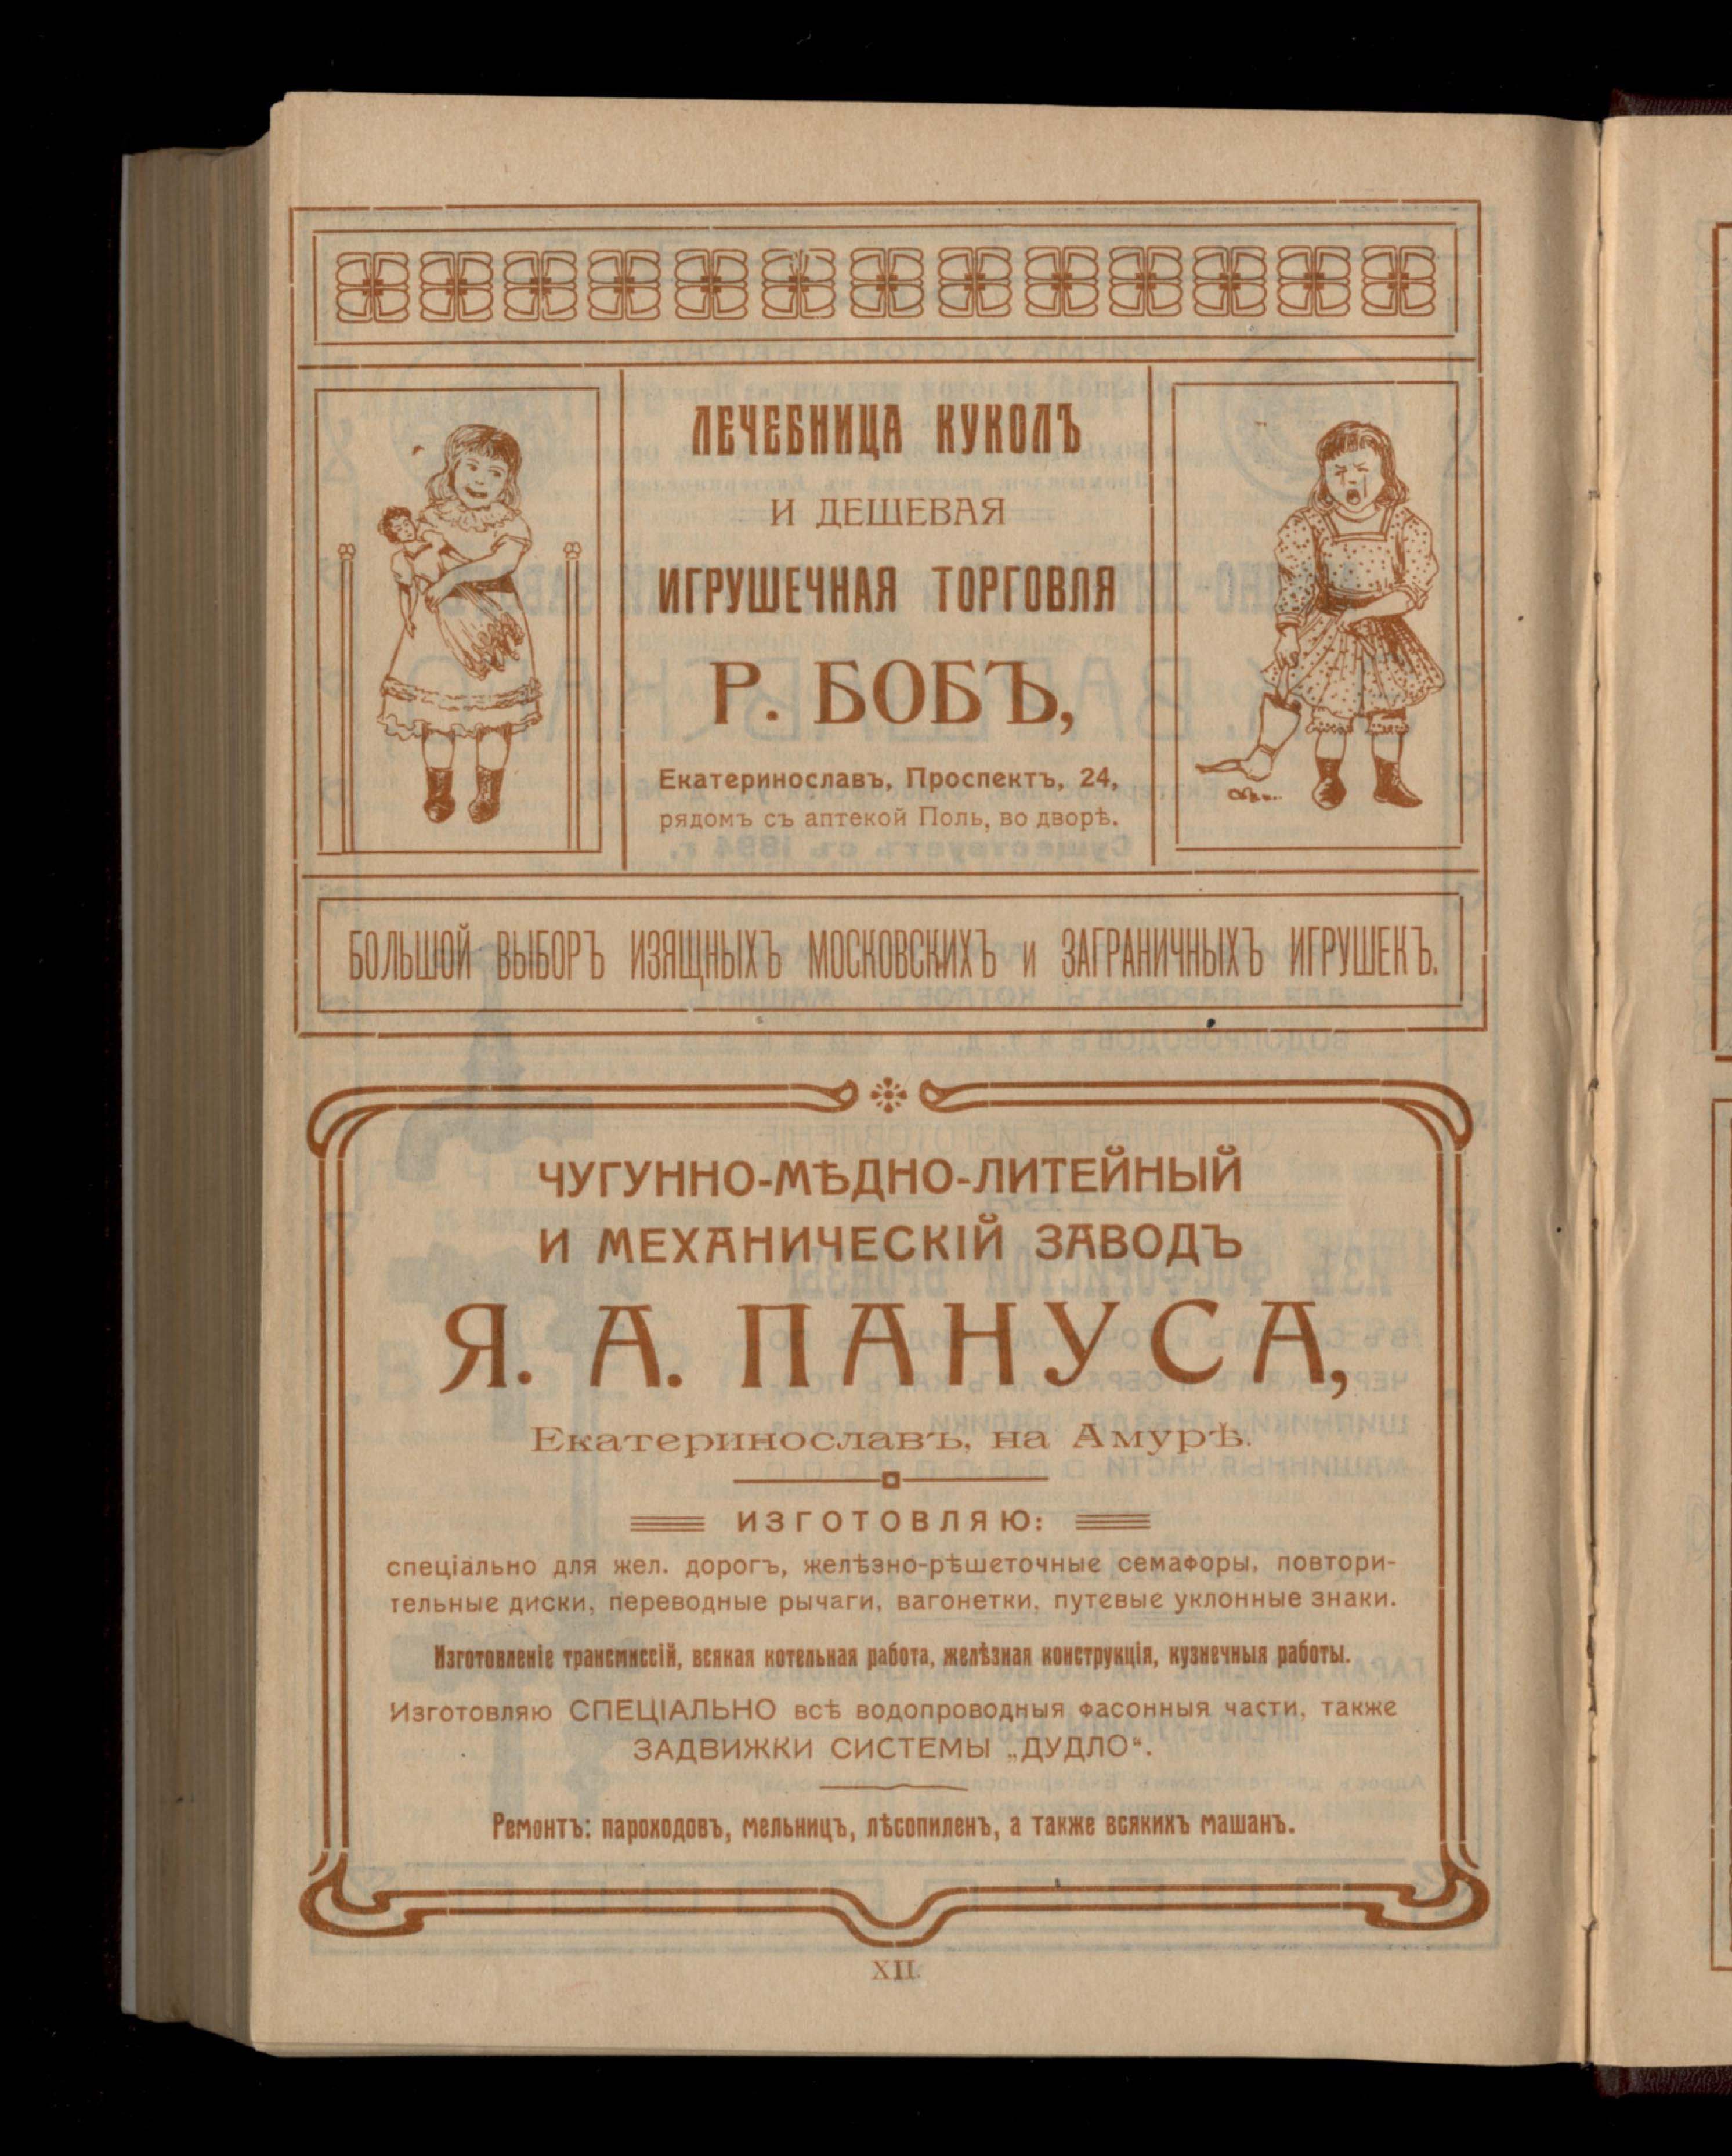 ЛЕЧЕБНИЦА КУКОЛЪ
И ДЕШЕВАЯ
ИГРУШЕЧНАЯ ТОРГОВЛЯ
Р. БОБЪ,
Екатеринославъ, Проспектъ, 24,
рядомъ съ аптекой Поль, во дворѣ.
БОЛЬШОЙ ВЫБОРЪ ИЗЯЩНЫХЪ МОСКОВСКИХЪ и ЗАГРАНИЧНЫХЪ ИГРУШЕКЪ.
ЧУГУННО-МѢДНО-ЛИТЕЙНЫЙ
И МЕХАНИЧЕСКІЙ ЗАВОДЪ
Я. А. ПАНУСА,
Екатеринославъ, на Амурѣ.
ИЗГОТОВЛЯЮ:
спеціально для жел. дорогъ, желѣзно-рѣшеточные семафоры, повтори-
тельные диски, переводные рычаги, вагонетки, путевые уклонные знаки.
Изготовленіе трансмиссій, всякая котельная работа, желѣзная конструкція, кузнечныя работы.
Изготовляю СПЕЦІАЛЬНО всѣ водопроводныя фасонныя части, также
ЗАДВИЖКИ СИСТЕМЫ „ДУДЛО“.
Ремонтъ: пароходовъ, мельницъ, лѣсопиленъ, а также всякихъ машанъ.
XII.